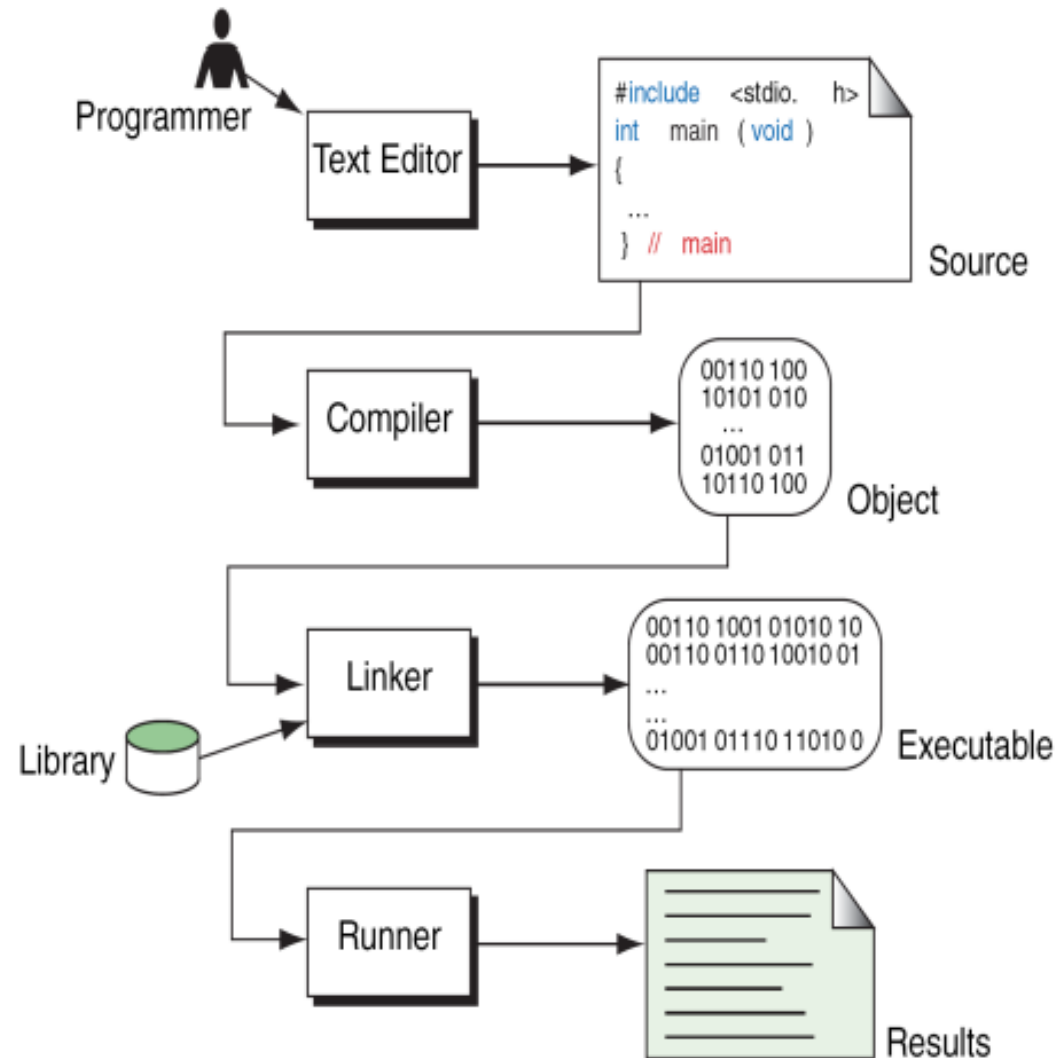 Programmer
Text Editor
#include <stdio. h>
int main ( void )
{
...
} // main
Source
Compiler
00110 100
10101 010
...
01001 011
10110 100
Object
Linker
Library
00110 1001 01010 10
00110 0110 10010 01
...
...
01001 01110 11010 0
Executable
Runner
Results